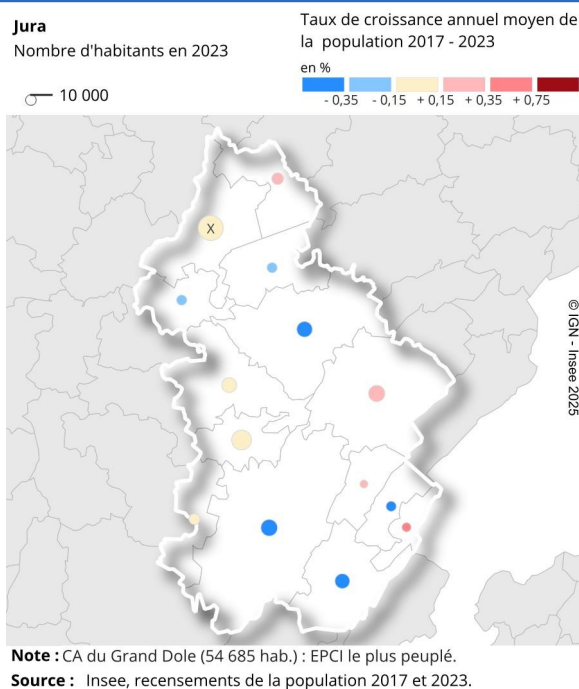 Jura
Nombre d'habitants en 2023
10 000
Taux de croissance annuel moyen de
la population 2017 - 2023
en %
- 0,35 - 0,15 + 0,15 + 0,35 + 0,75
X
© IGN - Insee 2025
Note : CA du Grand Dole (54 685 hab.) : EPCI le plus peuplé.
Source : Insee, recensements de la population 2017 et 2023.